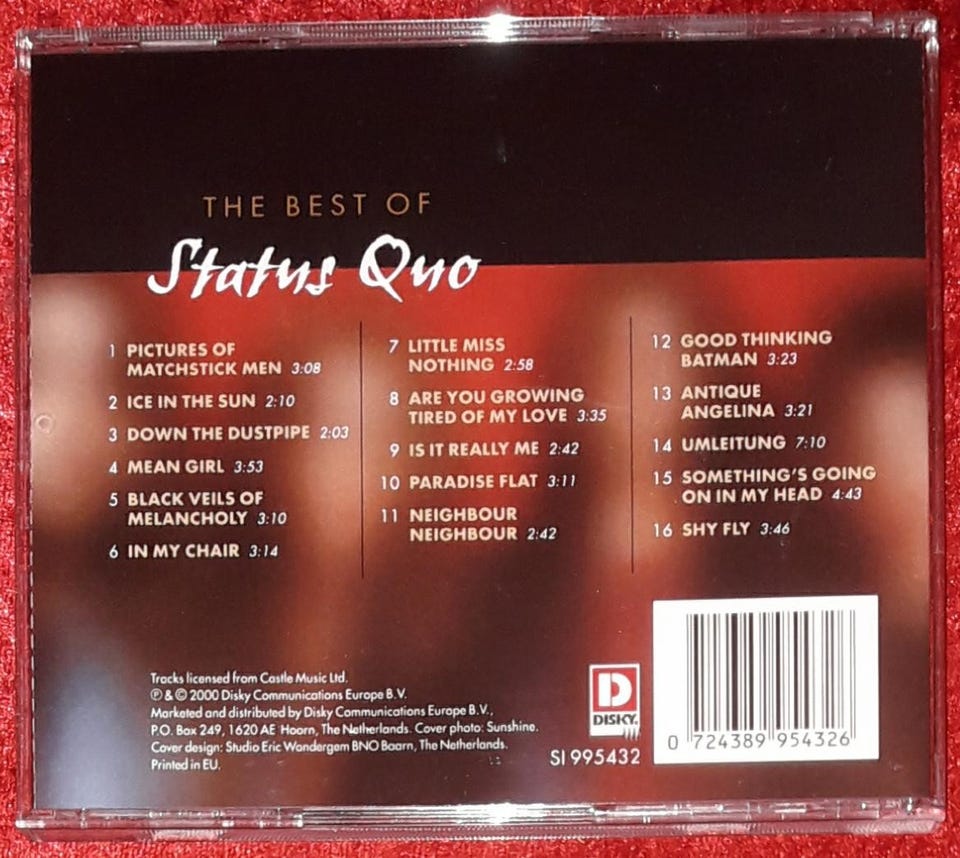 THE BEST OF
Status Quo
1 PICTURES OF
MATCHSTICK MEN 3:08
2 ICE IN THE SUN 2:10
3 DOWN THE DUSTPIPE 2:03
4 MEAN GIRL 3:53
5 BLACK VEILS OF
MELANCHOLY 3:10
6 IN MY CHAIR 3:14
7 LITTLE MISS
NOTHING 2:58
8 ARE YOU GROWING
TIRED OF MY LOVE 3:35
9 IS IT REALLY ME 2:42
10 PARADISE FLAT 3:11
11 NEIGHBOUR
NEIGHBOUR 2:42
12 GOOD THINKING
BATMAN 3:23
13 ANTIQUE
ANGELINA 3:21
14 UMLEITUNG 7:10
15 SOMETHING'S GOING
ON IN MY HEAD 4:43
16 SHY FLY 3:46
Tracks licensed from Castle Music Ltd.
℗ & © 2000 Disky Communications Europe B.V.
Marketed and distributed by Disky Communications Europe B.V.,
P.O. Box 249, 1620 AE Hoorn, The Netherlands. Cover photo: Sunshine.
Cover design: Studio Eric Wondergem BNO Baarn, The Netherlands.
Printed in EU.
D
DISKY
SI 995432
0 724389 954326